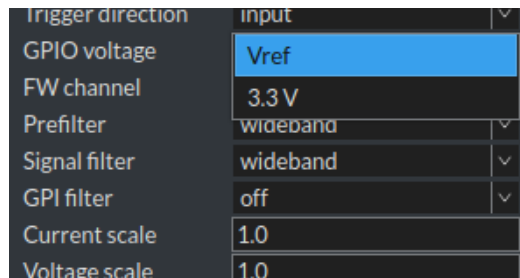 Trigger direction input
GPIO voltage Vref
FW channel 3.3 V
Prefilter wideband
Signal filter wideband
GPI filter off
Current scale 1.0
Voltage scale 1.0